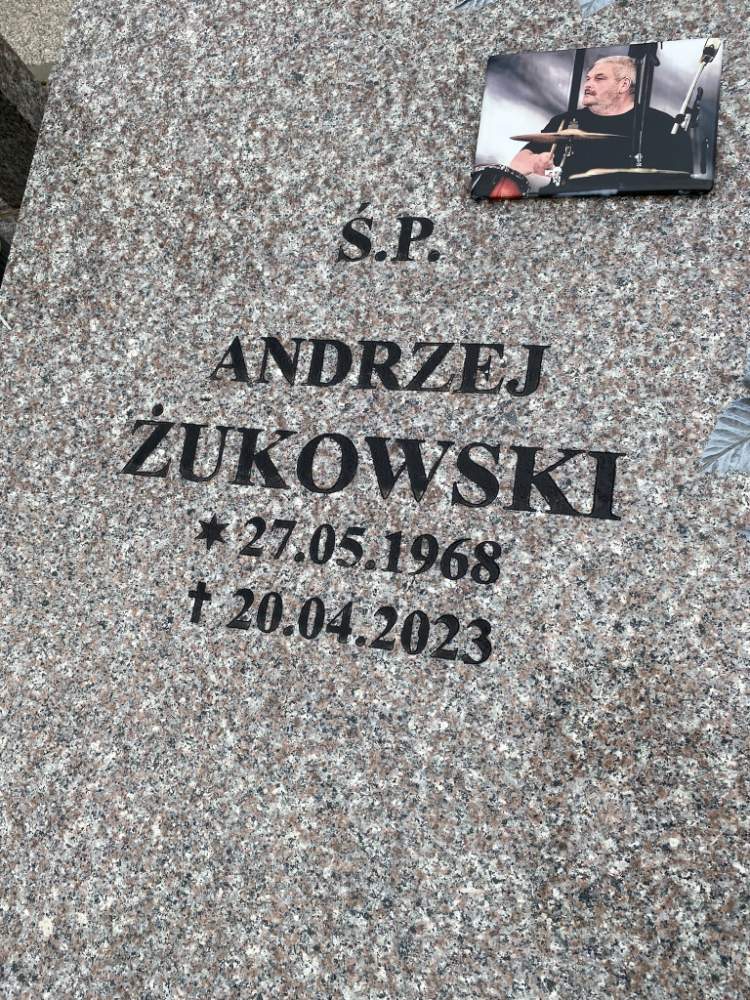 Ś.P.
ANDRZEJ
ŻUKOWSKI
✶ 27.05.1968
✝ 20.04.2023